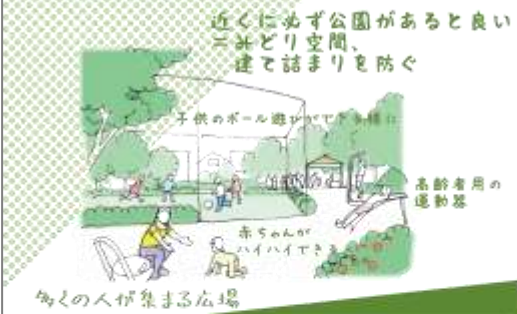 近くに必ず公園があると良い
=みどり空間、
建て詰まりを防ぐ
子供のボール遊びができる様に
高齢者用の
運動器
赤ちゃんが
ハイハイできる
多くの人が集まる広場